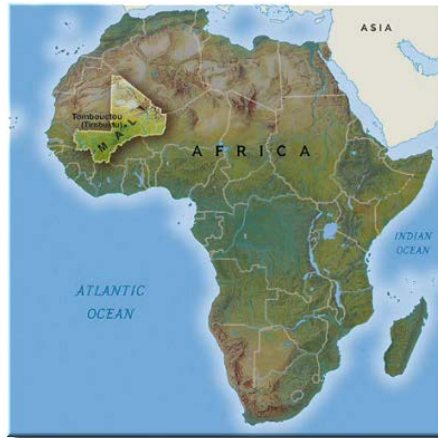 ASIA
Tombouctou
(Timbuktu)
MALI
AFRICA
INDIAN
OCEAN
ATLANTIC
OCEAN